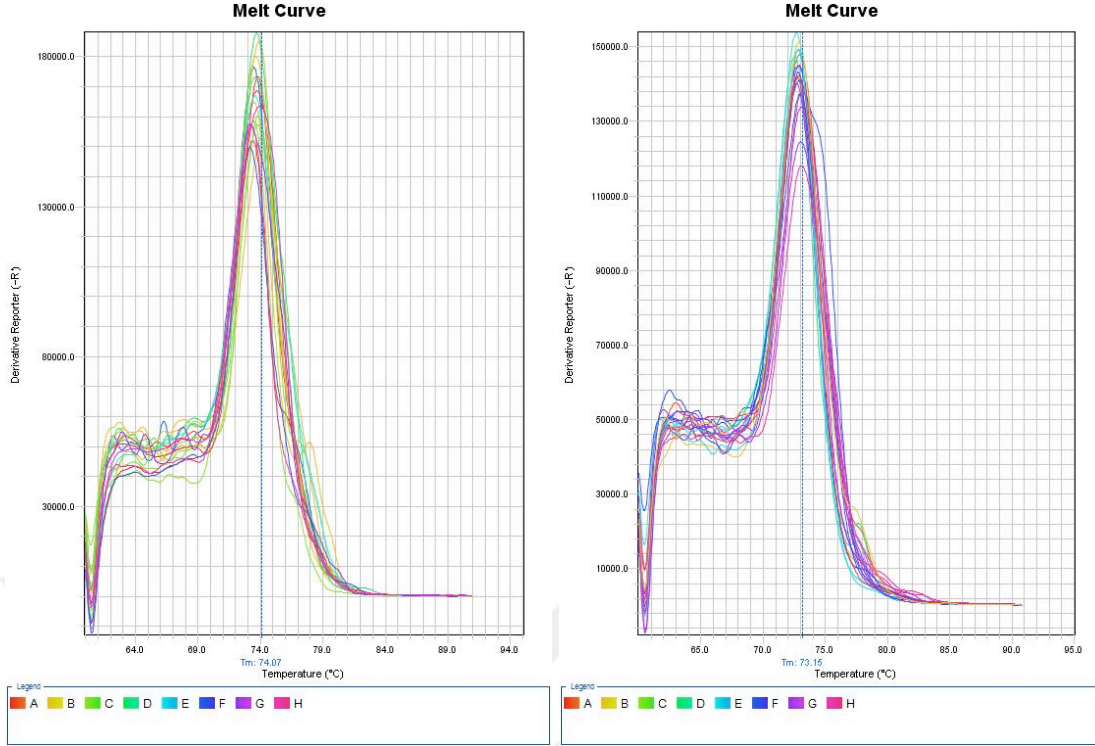 Melt Curve
180000.0
130000.0
80000.0
30000.0
Derivative Reporter (-R')
64.0 69.0 74.0 79.0 84.0 89.0 94.0
Tm: 74.07
Temperature (°C)
Legend
A B C D E F G H
Melt Curve
150000.0
130000.0
110000.0
90000.0
70000.0
50000.0
30000.0
10000.0
Derivative Reporter (-R')
65.0 70.0 75.0 80.0 85.0 90.0 95.0
Tm: 73.15
Temperature (°C)
Legend
A B C D E F G H